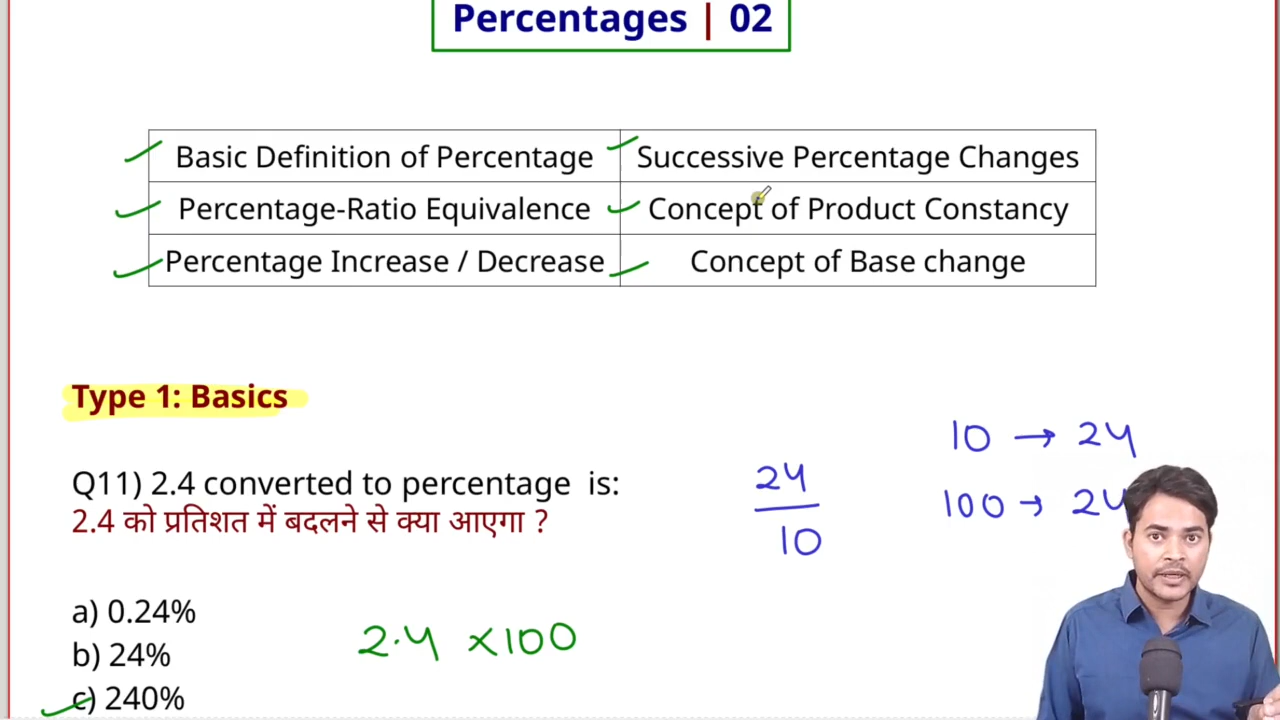 Percentages | 02
Basic Definition of Percentage
Successive Percentage Changes
Percentage-Ratio Equivalence
Concept of Product Constancy
Percentage Increase / Decrease
Concept of Base change
Type 1: Basics
10 → 24
Q11) 2.4 converted to percentage is:
24
100 → 24
2.4 को प्रतिशत में बदलने से क्या आएगा ?
10
a) 0.24%
2.4 ×100
b) 24%
c) 240%